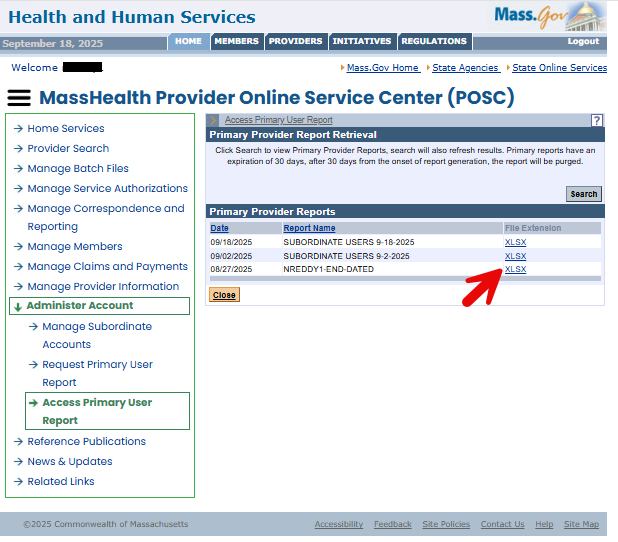 Health and Human Services
Mass.Gov
September 18, 2025
HOME
MEMBERS
PROVIDERS
INITIATIVES
REGULATIONS
Logout
Welcome
Mass.Gov Home
State Agencies
State Online Services
MassHealth Provider Online Service Center (POSC)
Home Services
Provider Search
Manage Batch Files
Manage Service Authorizations
Manage Correspondence and
Reporting
Manage Members
Manage Claims and Payments
Manage Provider Information
Administer Account
Manage Subordinate
Accounts
Request Primary User
Report
Access Primary User
Report
Reference Publications
News & Updates
Related Links
Access Primary User Report
?
Primary Provider Report Retrieval
Click Search to view Primary Provider Reports, search will also refresh results. Primary reports have an
expiration of 30 days, after 30 days from the onset of report generation, the report will be purged.
Search
Primary Provider Reports
Date Report Name File Extension
09/18/2025 SUBORDINATE USERS 9-18-2025 XLSX
09/02/2025 SUBORDINATE USERS 9-2-2025 XLSX
08/27/2025 NREDDY1-END-DATED XLSX
Close
©2025 Commonwealth of Massachusetts
Accessibility Feedback Site Policies Contact Us Help Site Map